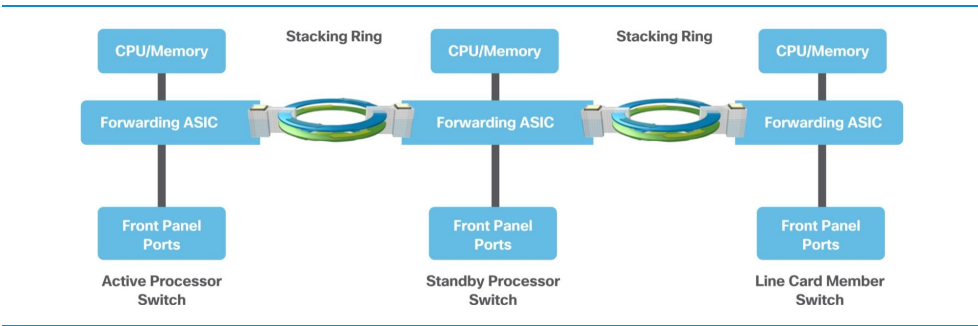 Stacking Ring
Stacking Ring
CPU/Memory
CPU/Memory
CPU/Memory
Forwarding ASIC
Forwarding ASIC
Forwarding ASIC
Front Panel
Ports
Front Panel
Ports
Front Panel
Ports
Active Processor
Switch
Standby Processor
Switch
Line Card Member
Switch